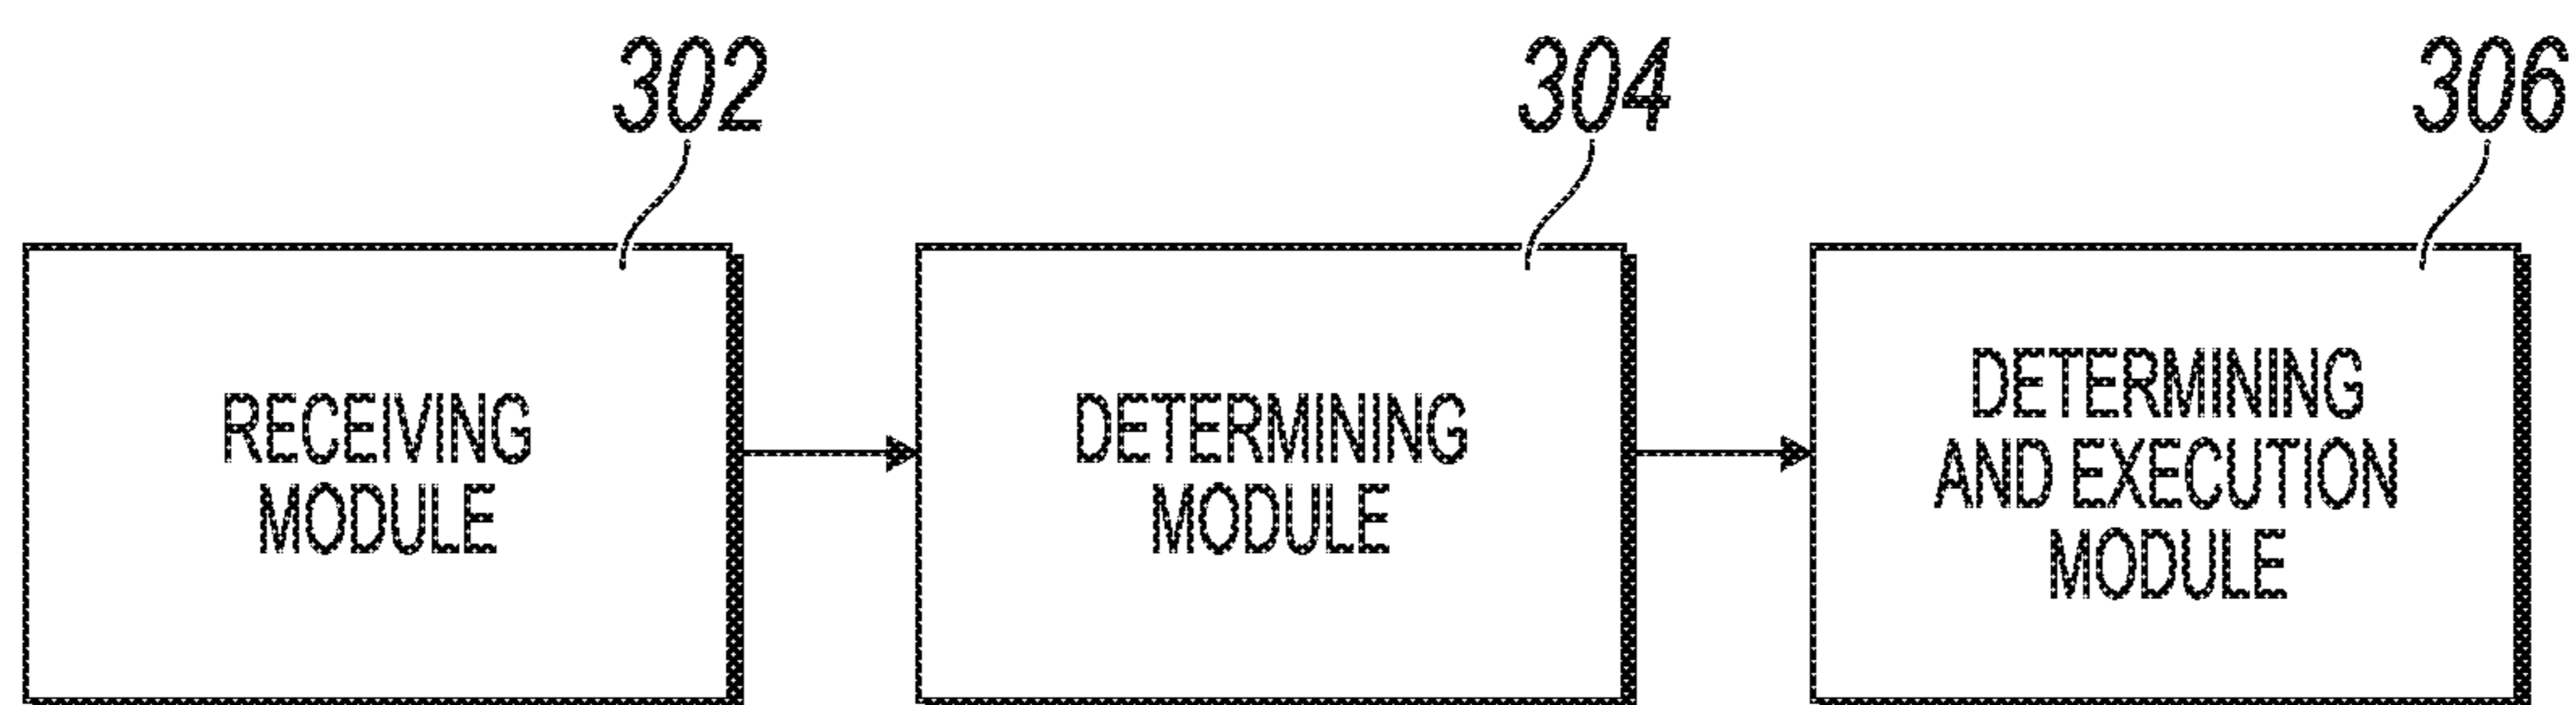 302
304
306
RECEIVING
MODULE
DETERMINING
MODULE
DETERMINING
AND EXECUTION
MODULE